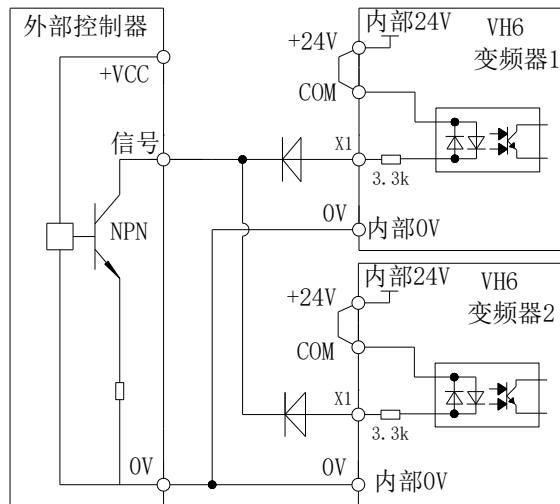 外部控制器
+VCC
信号
NPN
0V
+24V
内部24V
COM
VH6
变频器1
X1
3.3k
0V
内部0V
+24V
内部24V
COM
VH6
变频器2
X1
3.3k
0V
内部0V